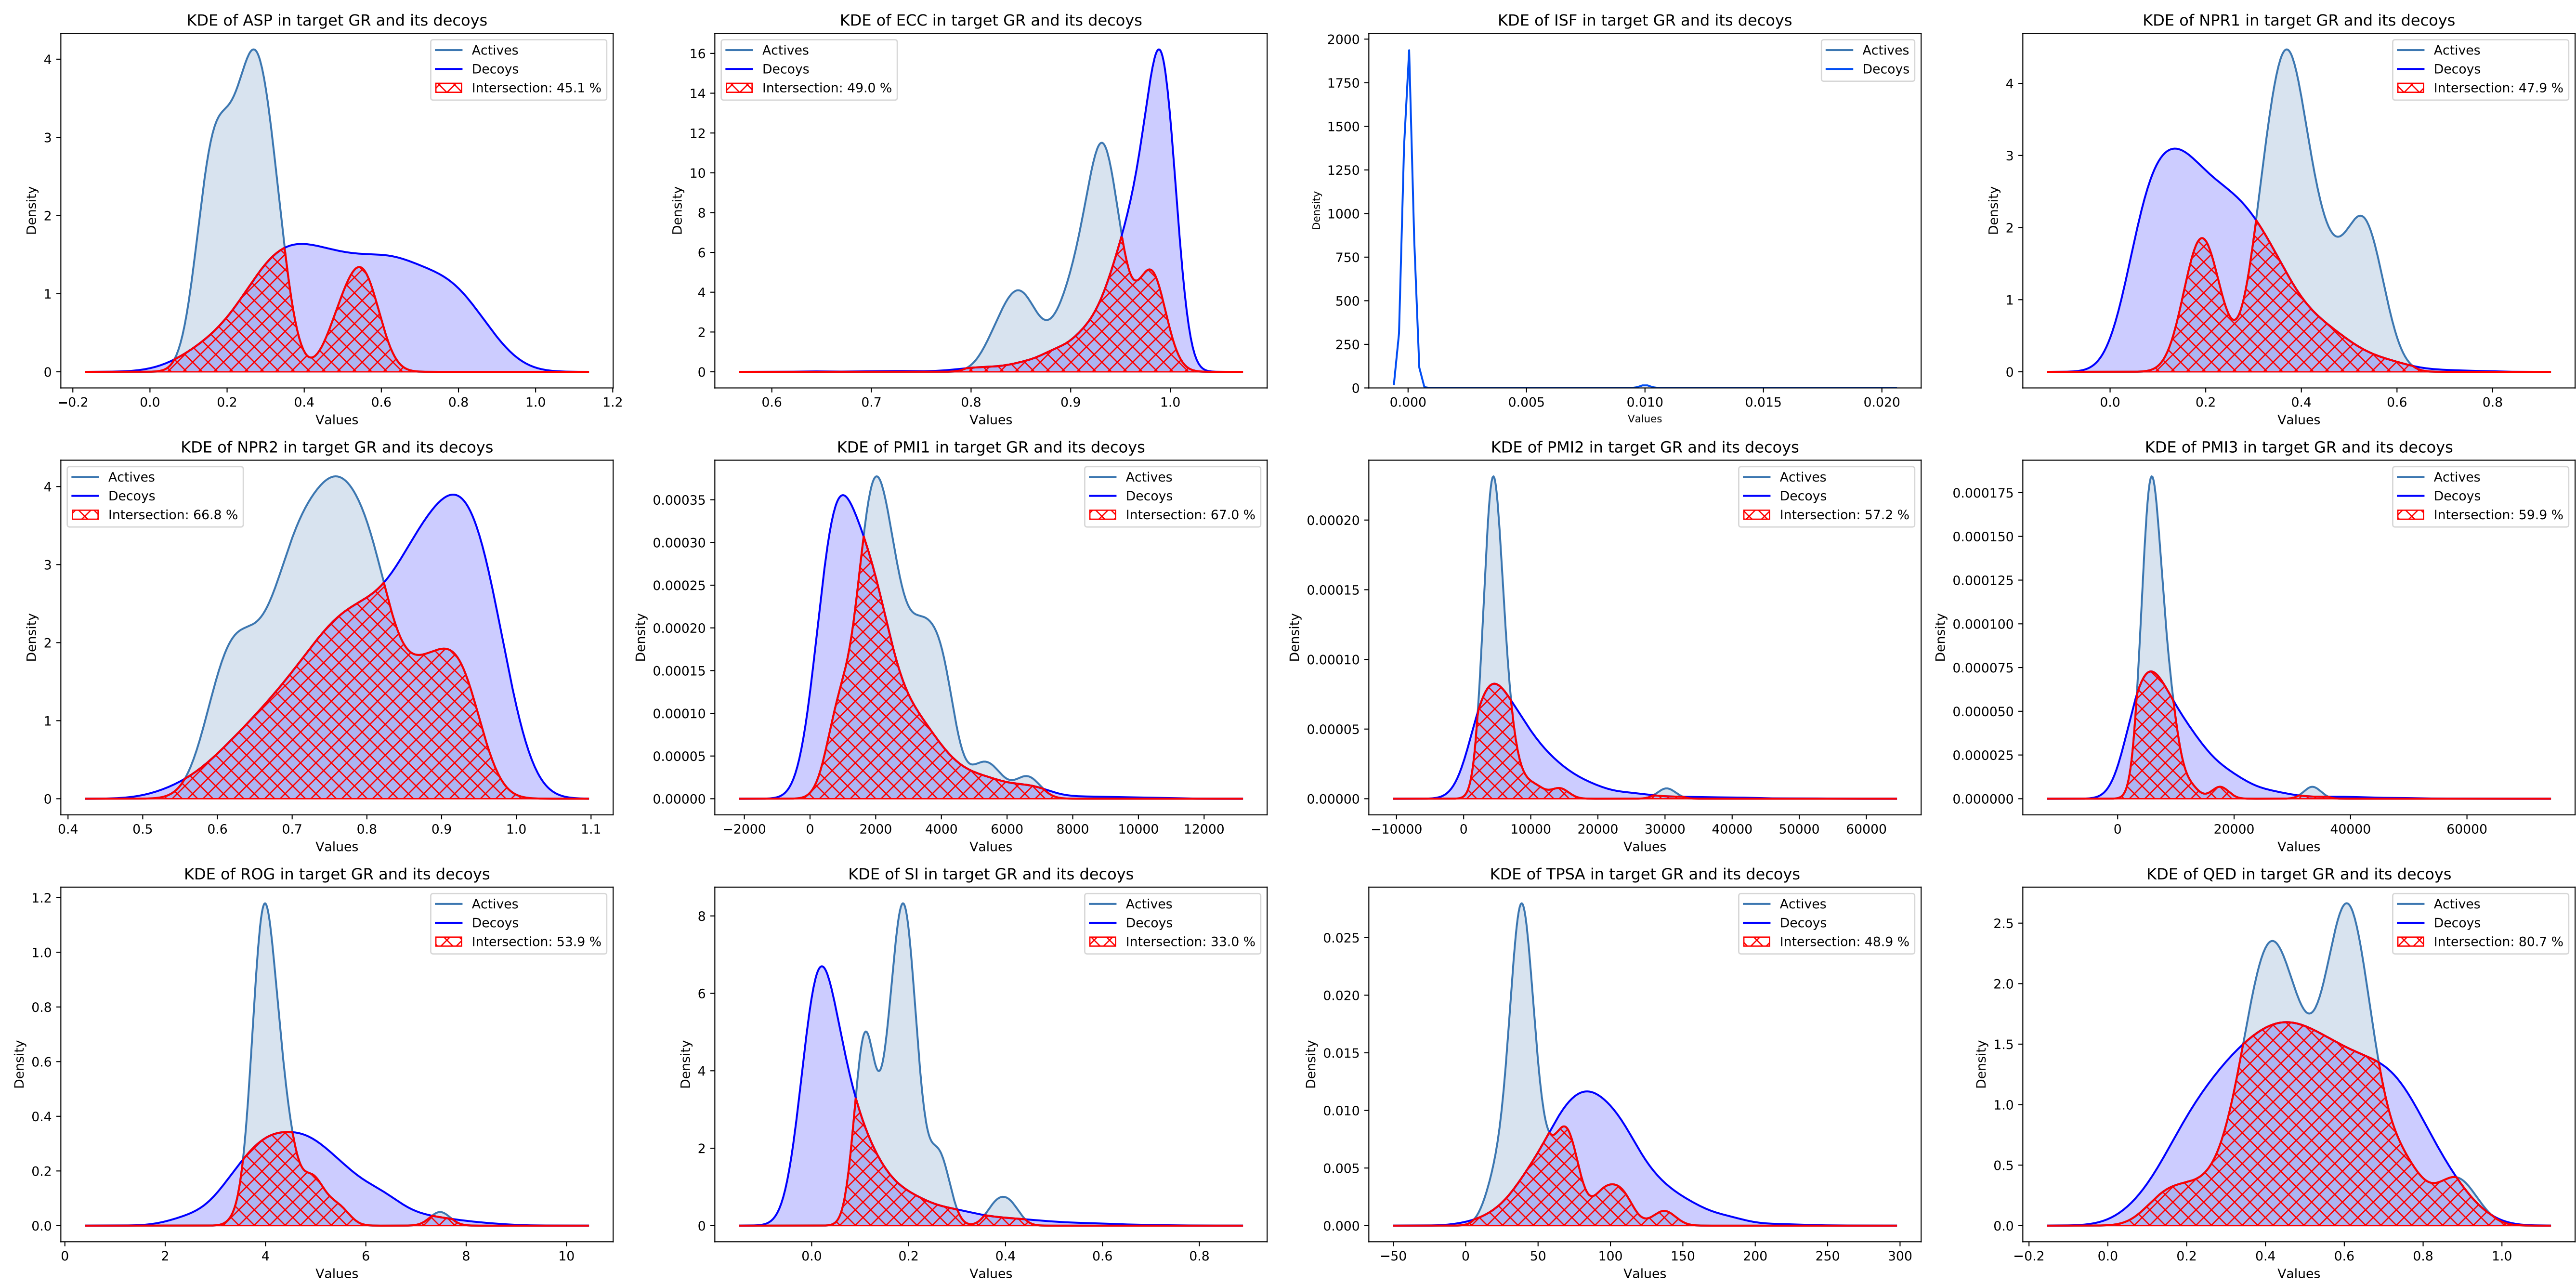 KDE of ASP in target GR and its decoys
Actives
Decoys
Intersection: 45.1 %
Density
4
3
2
1
0
−0.2 0.0 0.2 0.4 0.6 0.8 1.0 1.2
Values
KDE of ECC in target GR and its decoys
Actives
Decoys
Intersection: 49.0 %
Density
16
14
12
10
8
6
4
2
0
0.6 0.7 0.8 0.9 1.0
Values
KDE of ISF in target GR and its decoys
Actives
Decoys
Density
2000
1750
1500
1250
1000
750
500
250
0
0.000 0.005 0.010 0.015 0.020
Values
KDE of NPR1 in target GR and its decoys
Actives
Decoys
Intersection: 47.9 %
Density
4
3
2
1
0
0.0 0.2 0.4 0.6 0.8
Values
KDE of NPR2 in target GR and its decoys
Actives
Decoys
Intersection: 66.8 %
Density
4
3
2
1
0
0.4 0.5 0.6 0.7 0.8 0.9 1.0 1.1
Values
KDE of PMI1 in target GR and its decoys
Actives
Decoys
Intersection: 67.0 %
Density
0.00035
0.00030
0.00025
0.00020
0.00015
0.00010
0.00005
0.00000
−2000 0 2000 4000 6000 8000 10000 12000
Values
KDE of PMI2 in target GR and its decoys
Actives
Decoys
Intersection: 57.2 %
Density
0.00020
0.00015
0.00010
0.00005
0.00000
−10000 0 10000 20000 30000 40000 50000 60000
Values
KDE of PMI3 in target GR and its decoys
Actives
Decoys
Intersection: 59.9 %
Density
0.000175
0.000150
0.000125
0.000100
0.000075
0.000050
0.000025
0.000000
0 20000 40000 60000
Values
KDE of ROG in target GR and its decoys
Actives
Decoys
Intersection: 53.9 %
Density
1.2
1.0
0.8
0.6
0.4
0.2
0.0
0 2 4 6 8 10
Values
KDE of SI in target GR and its decoys
Actives
Decoys
Intersection: 33.0 %
Density
8
6
4
2
0
0.0 0.2 0.4 0.6 0.8
Values
KDE of TPSA in target GR and its decoys
Actives
Decoys
Intersection: 48.9 %
Density
0.025
0.020
0.015
0.010
0.005
0.000
−50 0 50 100 150 200 250 300
Values
KDE of QED in target GR and its decoys
Actives
Decoys
Intersection: 80.7 %
Density
2.5
2.0
1.5
1.0
0.5
0.0
−0.2 0.0 0.2 0.4 0.6 0.8 1.0
Values